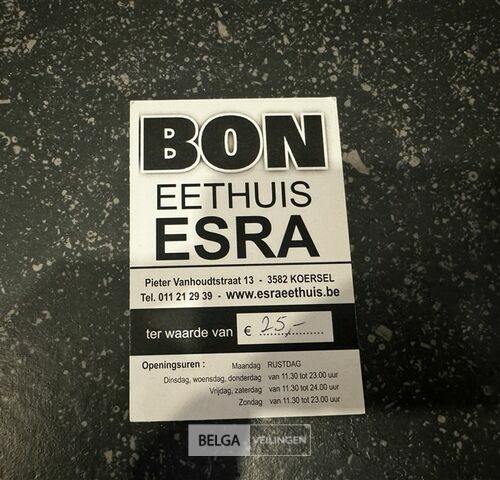 BON
EETHUIS
ESRA
Pieter Vanhoudtstraat 13 - 3582 KOERSEL
Tel. 011 21 29 39 - www.esraeethuis.be
ter waarde van € 25,-
Openingsuren : Maandag RUSTDAG
Dinsdag, woensdag, donderdag van 11.30 tot 23.00 uur
Vrijdag, zaterdag van 11.30 tot 24.00 uur
Zondag van 11.30 tot 23.00 uur
BELGA VEILINGEN